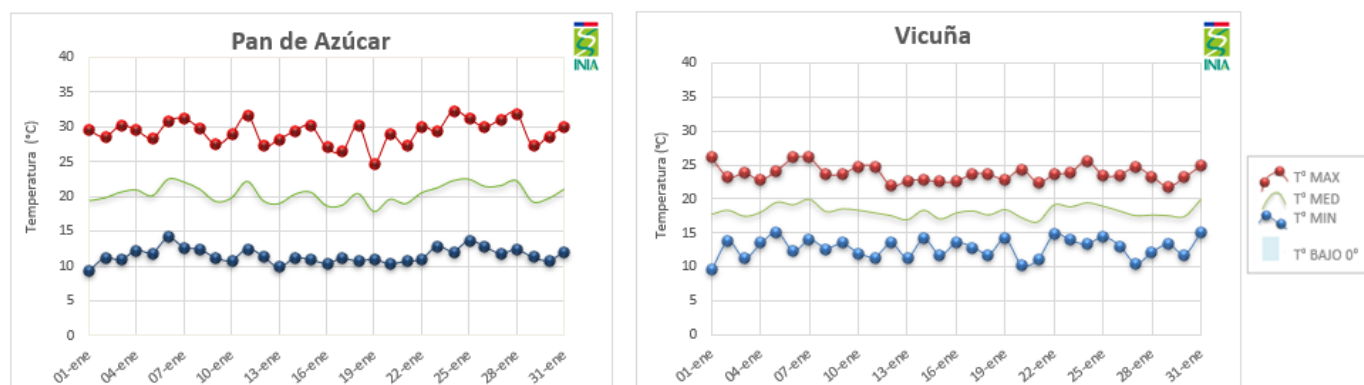 Pan de Azúcar
INIA
Temperatura (°C)
40
35
30
25
20
15
10
5
0
01-ene
04-ene
07-ene
10-ene
13-ene
16-ene
19-ene
22-ene
25-ene
28-ene
31-ene
Vicuña
INIA
Temperatura (°C)
40
35
30
25
20
15
10
5
0
01-ene
04-ene
07-ene
10-ene
13-ene
16-ene
19-ene
22-ene
25-ene
28-ene
31-ene
T° MAX
T° MED
T° MIN
T° BAJO 0°